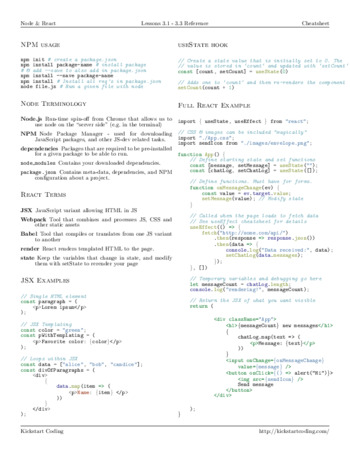 Node & React
Lessons 3.1 - 3.3 Reference
Cheatsheet
NPM usage
npm init # create a package.json
npm install package-name # install package
# @ add --save to also add to package.json
npm install --save package-name
npm install # Install all req's in package.json
node file.js # Run a given file with node
Node Terminology
Node.js Run-time spin-off from Chrome that allows us to
use node on the "server side" (e.g. in the terminal)
NPM Node Package Manager - used for downloading
JavaScript packages, and other JS-dev related tasks.
dependencies Packages that are required to be pre-installed
for a given package to be able to run.
node_modules Contains your downloaded dependencies.
package.json Contains meta-data, dependencies, and NPM
configuration about a project.
React Terms
JSX JavaScript variant allowing HTML in JS
Webpack Tool that combines and processes JS, CSS and
other static assets
Babel Tool that compiles or translates from one JS variant
to another
render React renders templated HTML to the page.
state Keep the variables that change in state, and modify
them with setState to rerender your page
JSX Examples
// Single HTML element
const paragraph = (
<p>Lorem ipsum</p>
);
// JSX Templating
const color = "green";
const pWithTemplating = (
<p>Favorite color: {color}</p>
);
// Loops within JSX
const data = ["alice", "bob", "candice"];
const divOfParagraphs = (
<div>
{
data.map(item => (
<p>Name: {item} </p>
))
}
</div>
);
useState hook
// Create a state value that is initially set to 0. The
// value is stored in 'count' and updated with 'setCount'
const [count, setCount] = useState(0)
// Adds one to 'count' and then re-renders the component
setCount(count + 1)
Full React Example
import { useState, useEffect } from "react";
// CSS & images can be included "magically"
import "./App.css";
import sendIcon from "./images/envelope.png";
function App() {
// Define starting state and set functions
const [message, setMessage] = useState("");
const [chatLog, setChatLog] = useState([]);
// Define functions. Most have for forms.
function onMessageChange(ev) {
const value = ev.target.value;
setMessage(value); // Modify state
}
// Called when the page loads to fetch data
// See useEffect cheatsheet for details
useEffect(() => {
fetch("http://some.com/api/")
.then(response => response.json())
.then(data => {
console.log("Data received:", data);
setChatLog(data.messages);
});
}, [])
// Temporary variables and debugging go here
let messageCount = chatLog.length;
console.log("rendering!", messageCount);
// Return the JSX of what you want visible
return (
<div className="App">
<h1>{messageCount} new messages</h1>
{
chatLog.map(text => (
<p>Message: {text}</p>
))
}
<input onChange={onMessageChange}
value={message} />
<button onClick={() => alert("Hi")}>
<img src={sendIcon} />
Send message
</button>
</div>
);
}
Kickstart Coding
http://kickstartcoding.com/